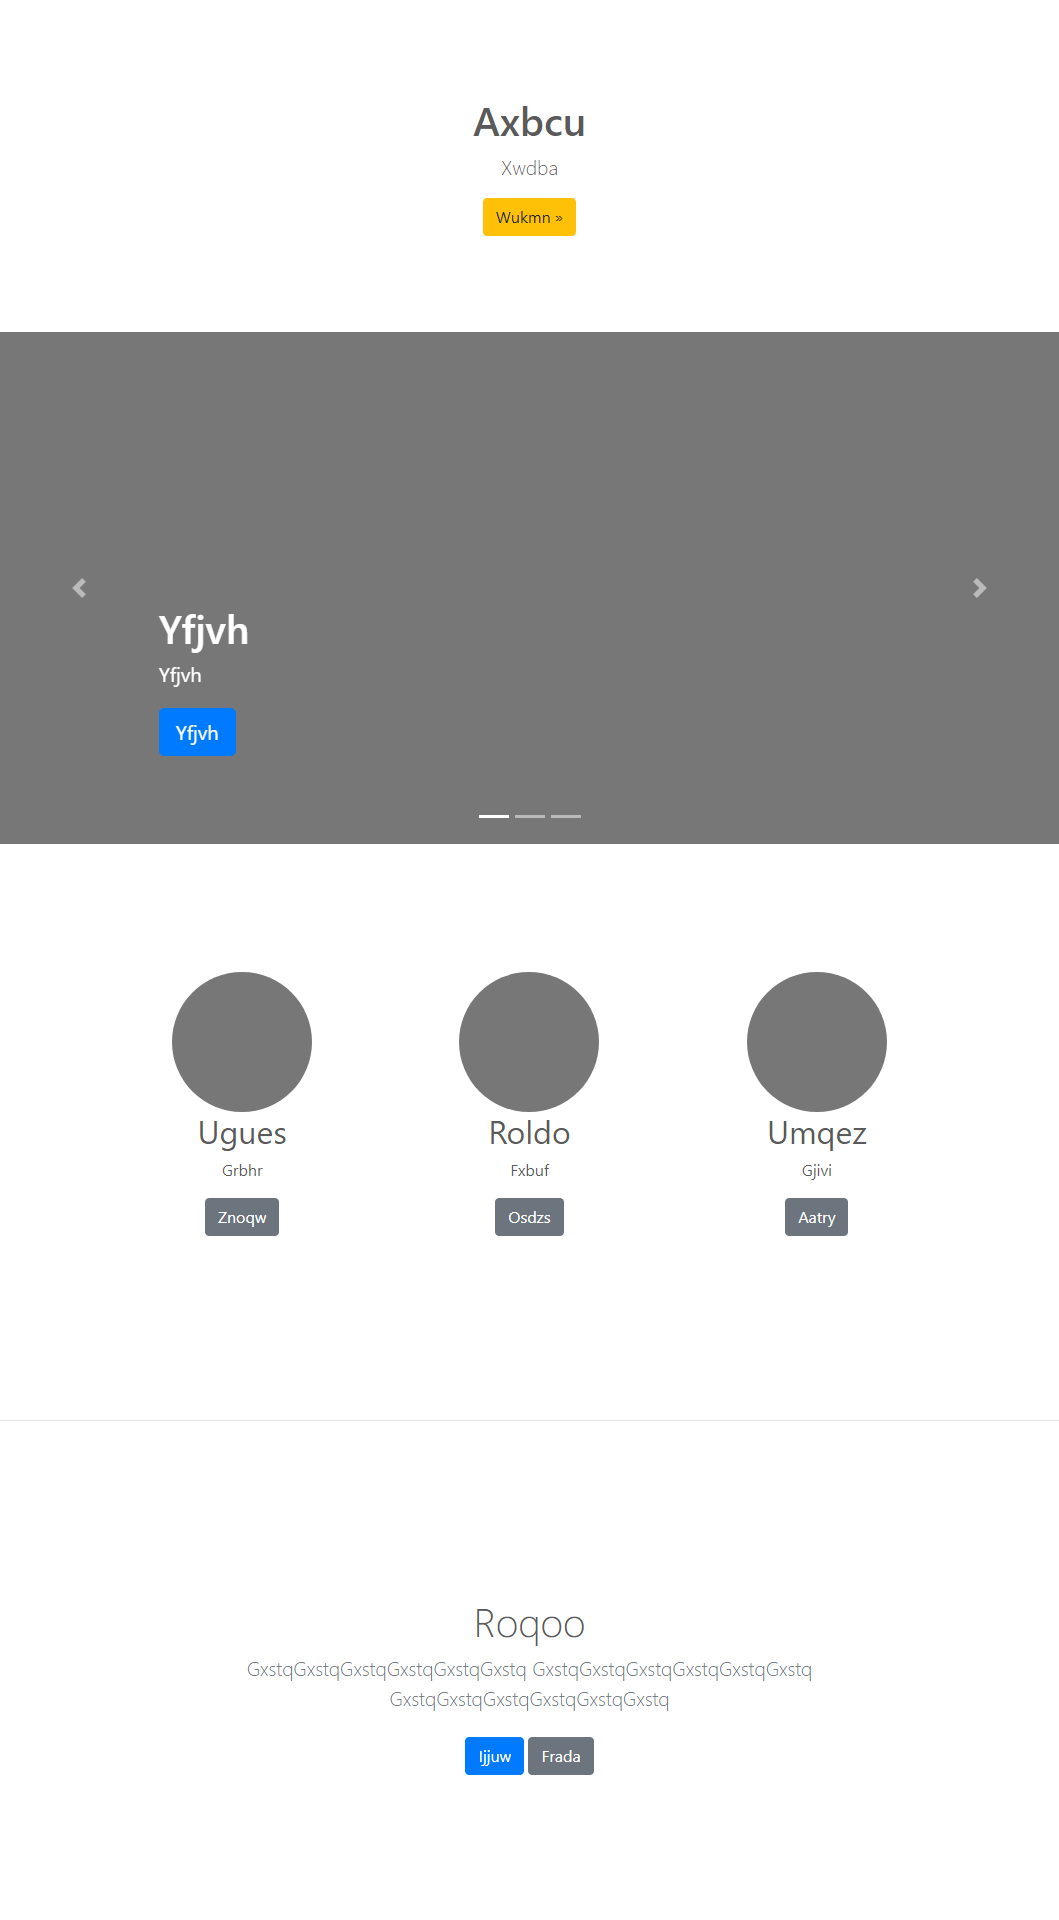 Axbcu
Xwdba
Wukmn »
Yfjvh
Yfjvh
Yfjvh
Ugues
Roldo
Umqez
Grbhr
Fxbuf
Gjivi
Znoqw
Osdzs
Aatry
Roqoo
GxstqGxstqGxstqGxstqGxstqGxstq GxstqGxstqGxstqGxstqGxstqGxstq
GxstqGxstqGxstqGxstqGxstqGxstq
Ijjuw
Frada